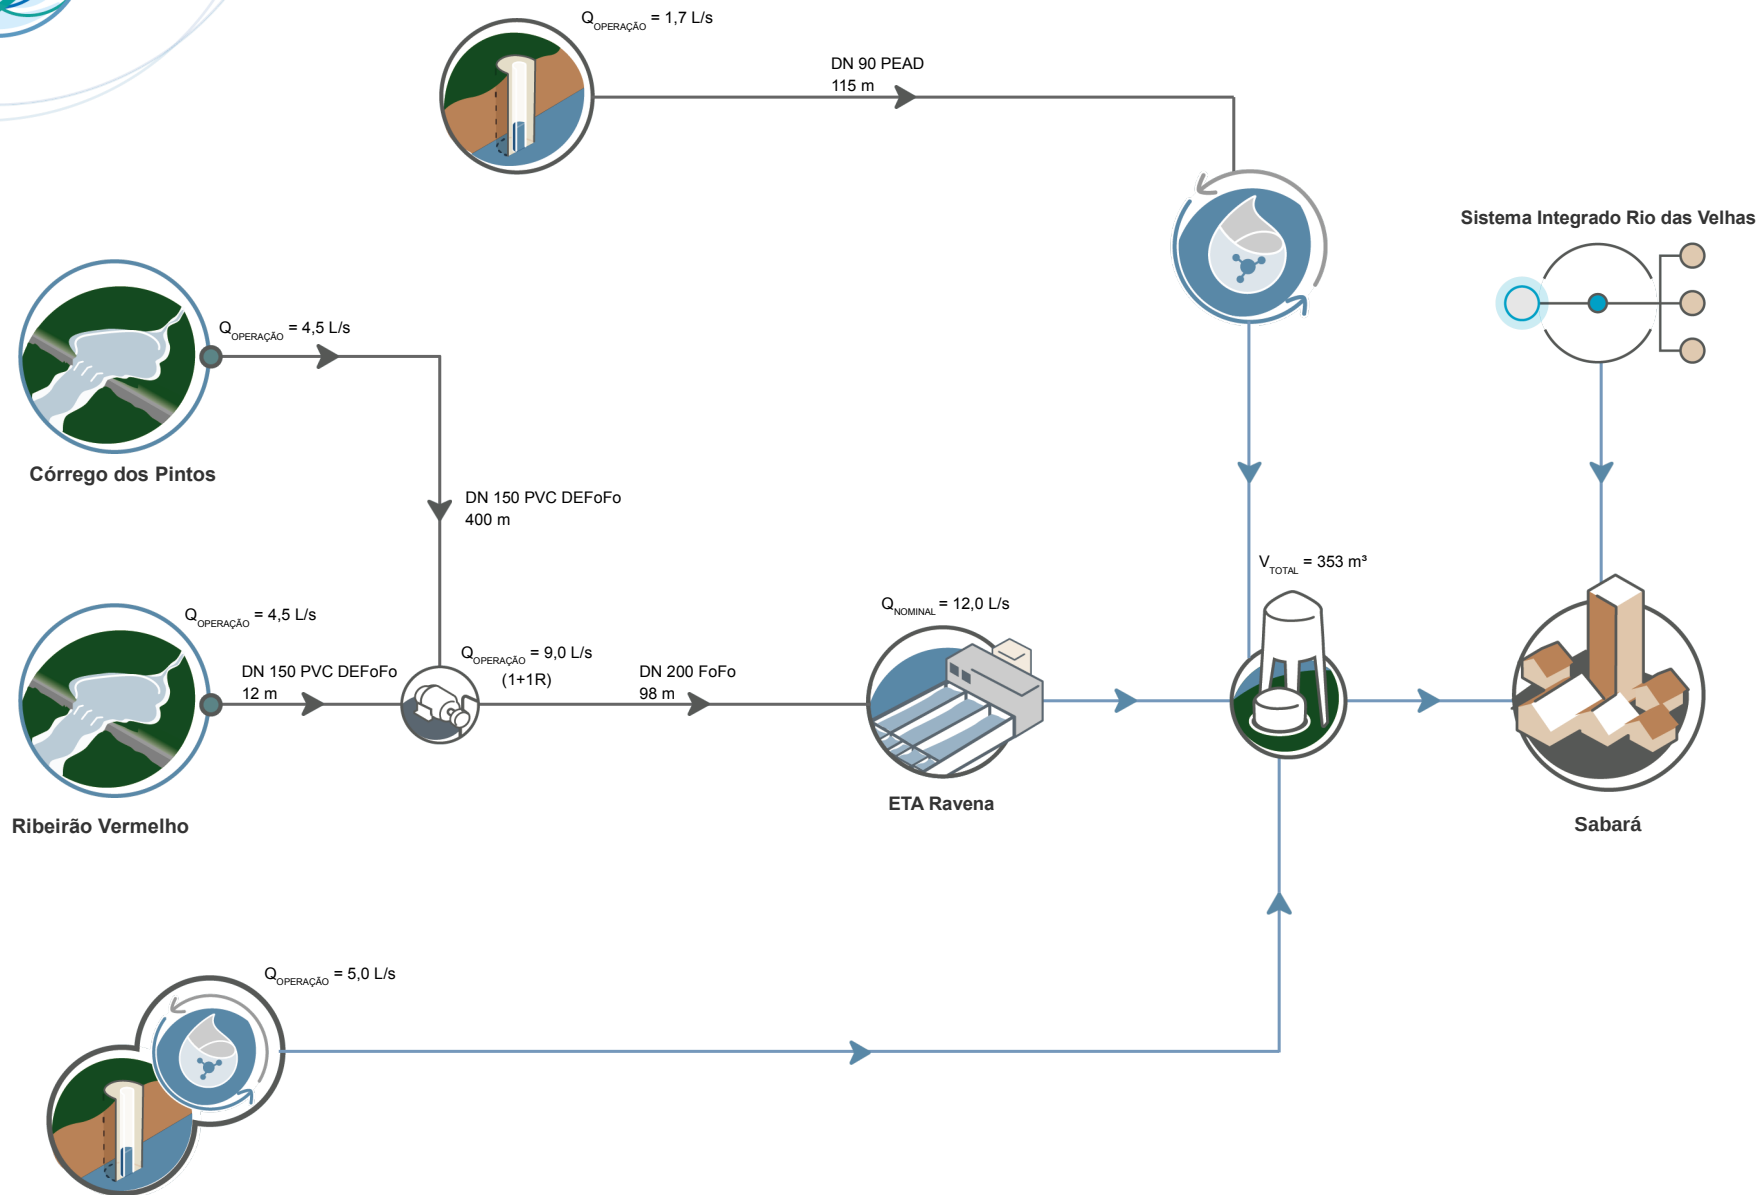 QOPERAÇÃO = 1,7 L/s
DN 90 PEAD
115 m
Sistema Integrado Rio das Velhas
QOPERAÇÃO = 4,5 L/s
Córrego dos Pintos
DN 150 PVC DEFoFo
400 m
VTOTAL = 353 m³
QOPERAÇÃO = 4,5 L/s
QNOMINAL = 12,0 L/s
DN 150 PVC DEFoFo
12 m
QOPERAÇÃO = 9,0 L/s
(1+1R)
DN 200 FoFo
98 m
ETA Ravena
Ribeirão Vermelho
Sabará
QOPERAÇÃO = 5,0 L/s